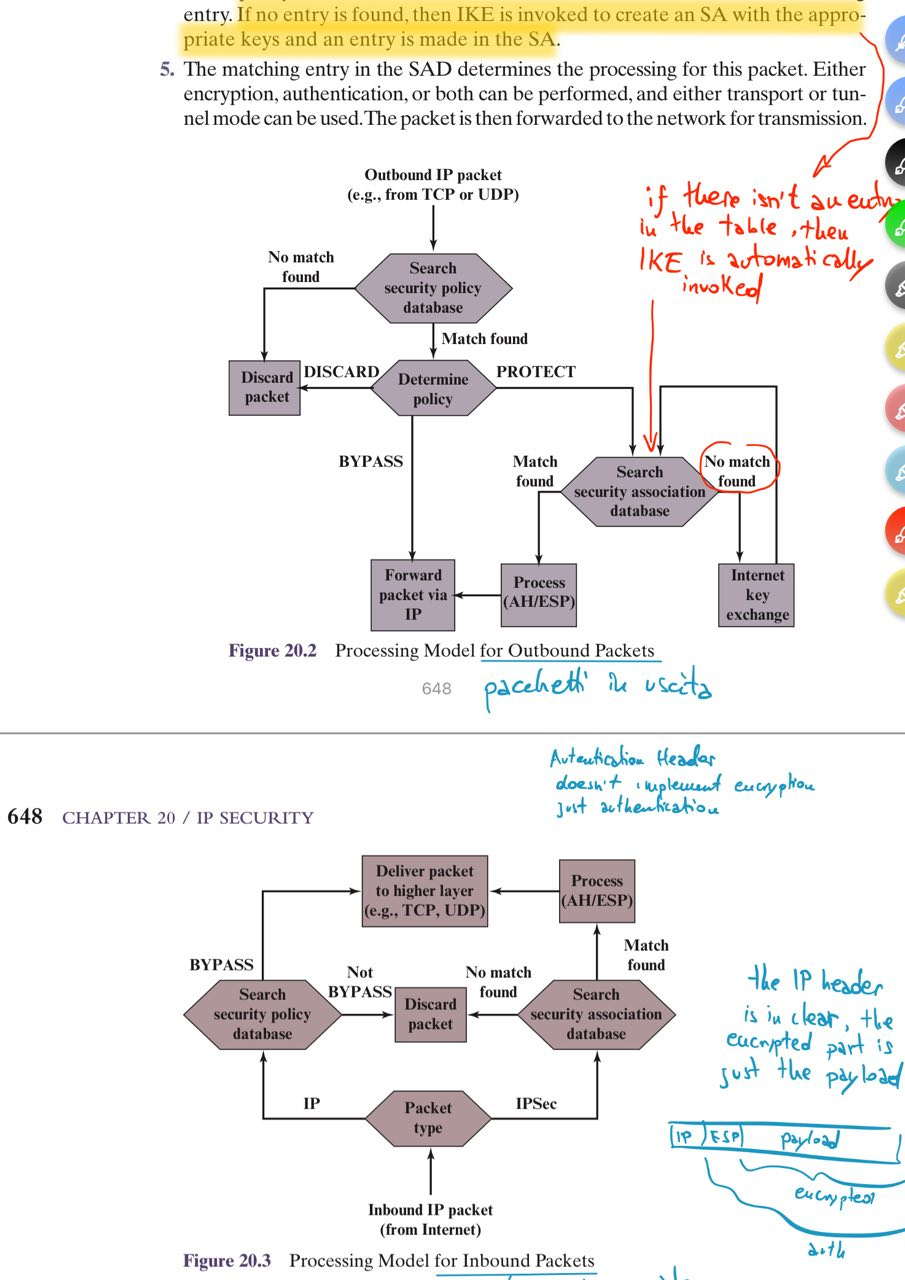 entry. If no entry is found, then IKE is invoked to create an SA with the appro-
priate keys and an entry is made in the SA.
5. The matching entry in the SAD determines the processing for this packet. Either
encryption, authentication, or both can be performed, and either transport or tun-
nel mode can be used.The packet is then forwarded to the network for transmission.
if there isn't an entry
in the table, then
IKE is automatically
invoked
Outbound IP packet
(e.g., from TCP or UDP)
No match
found
Search
security policy
database
Match found
Discard
packet
DISCARD
Determine
policy
PROTECT
BYPASS
Match
found
Search
security association
database
No match
found
Forward
packet via
IP
Process
(AH/ESP)
Internet
key
exchange
Figure 20.2 Processing Model for Outbound Packets
648
pacchetti in uscita
Autentication Header
doesn't implement encryption
just authentication
648 CHAPTER 20 / IP SECURITY
Deliver packet
to higher layer
(e.g., TCP, UDP)
Process
(AH/ESP)
BYPASS
Match
found
Not
BYPASS
No match
found
Search
security policy
database
Discard
packet
Search
security association
database
the IP header
is in clear, the
encrypted part is
just the payload
IP
Packet
type
IPSec
IP ESP payload
encrypted
auth
Inbound IP packet
(from Internet)
Figure 20.3 Processing Model for Inbound Packets